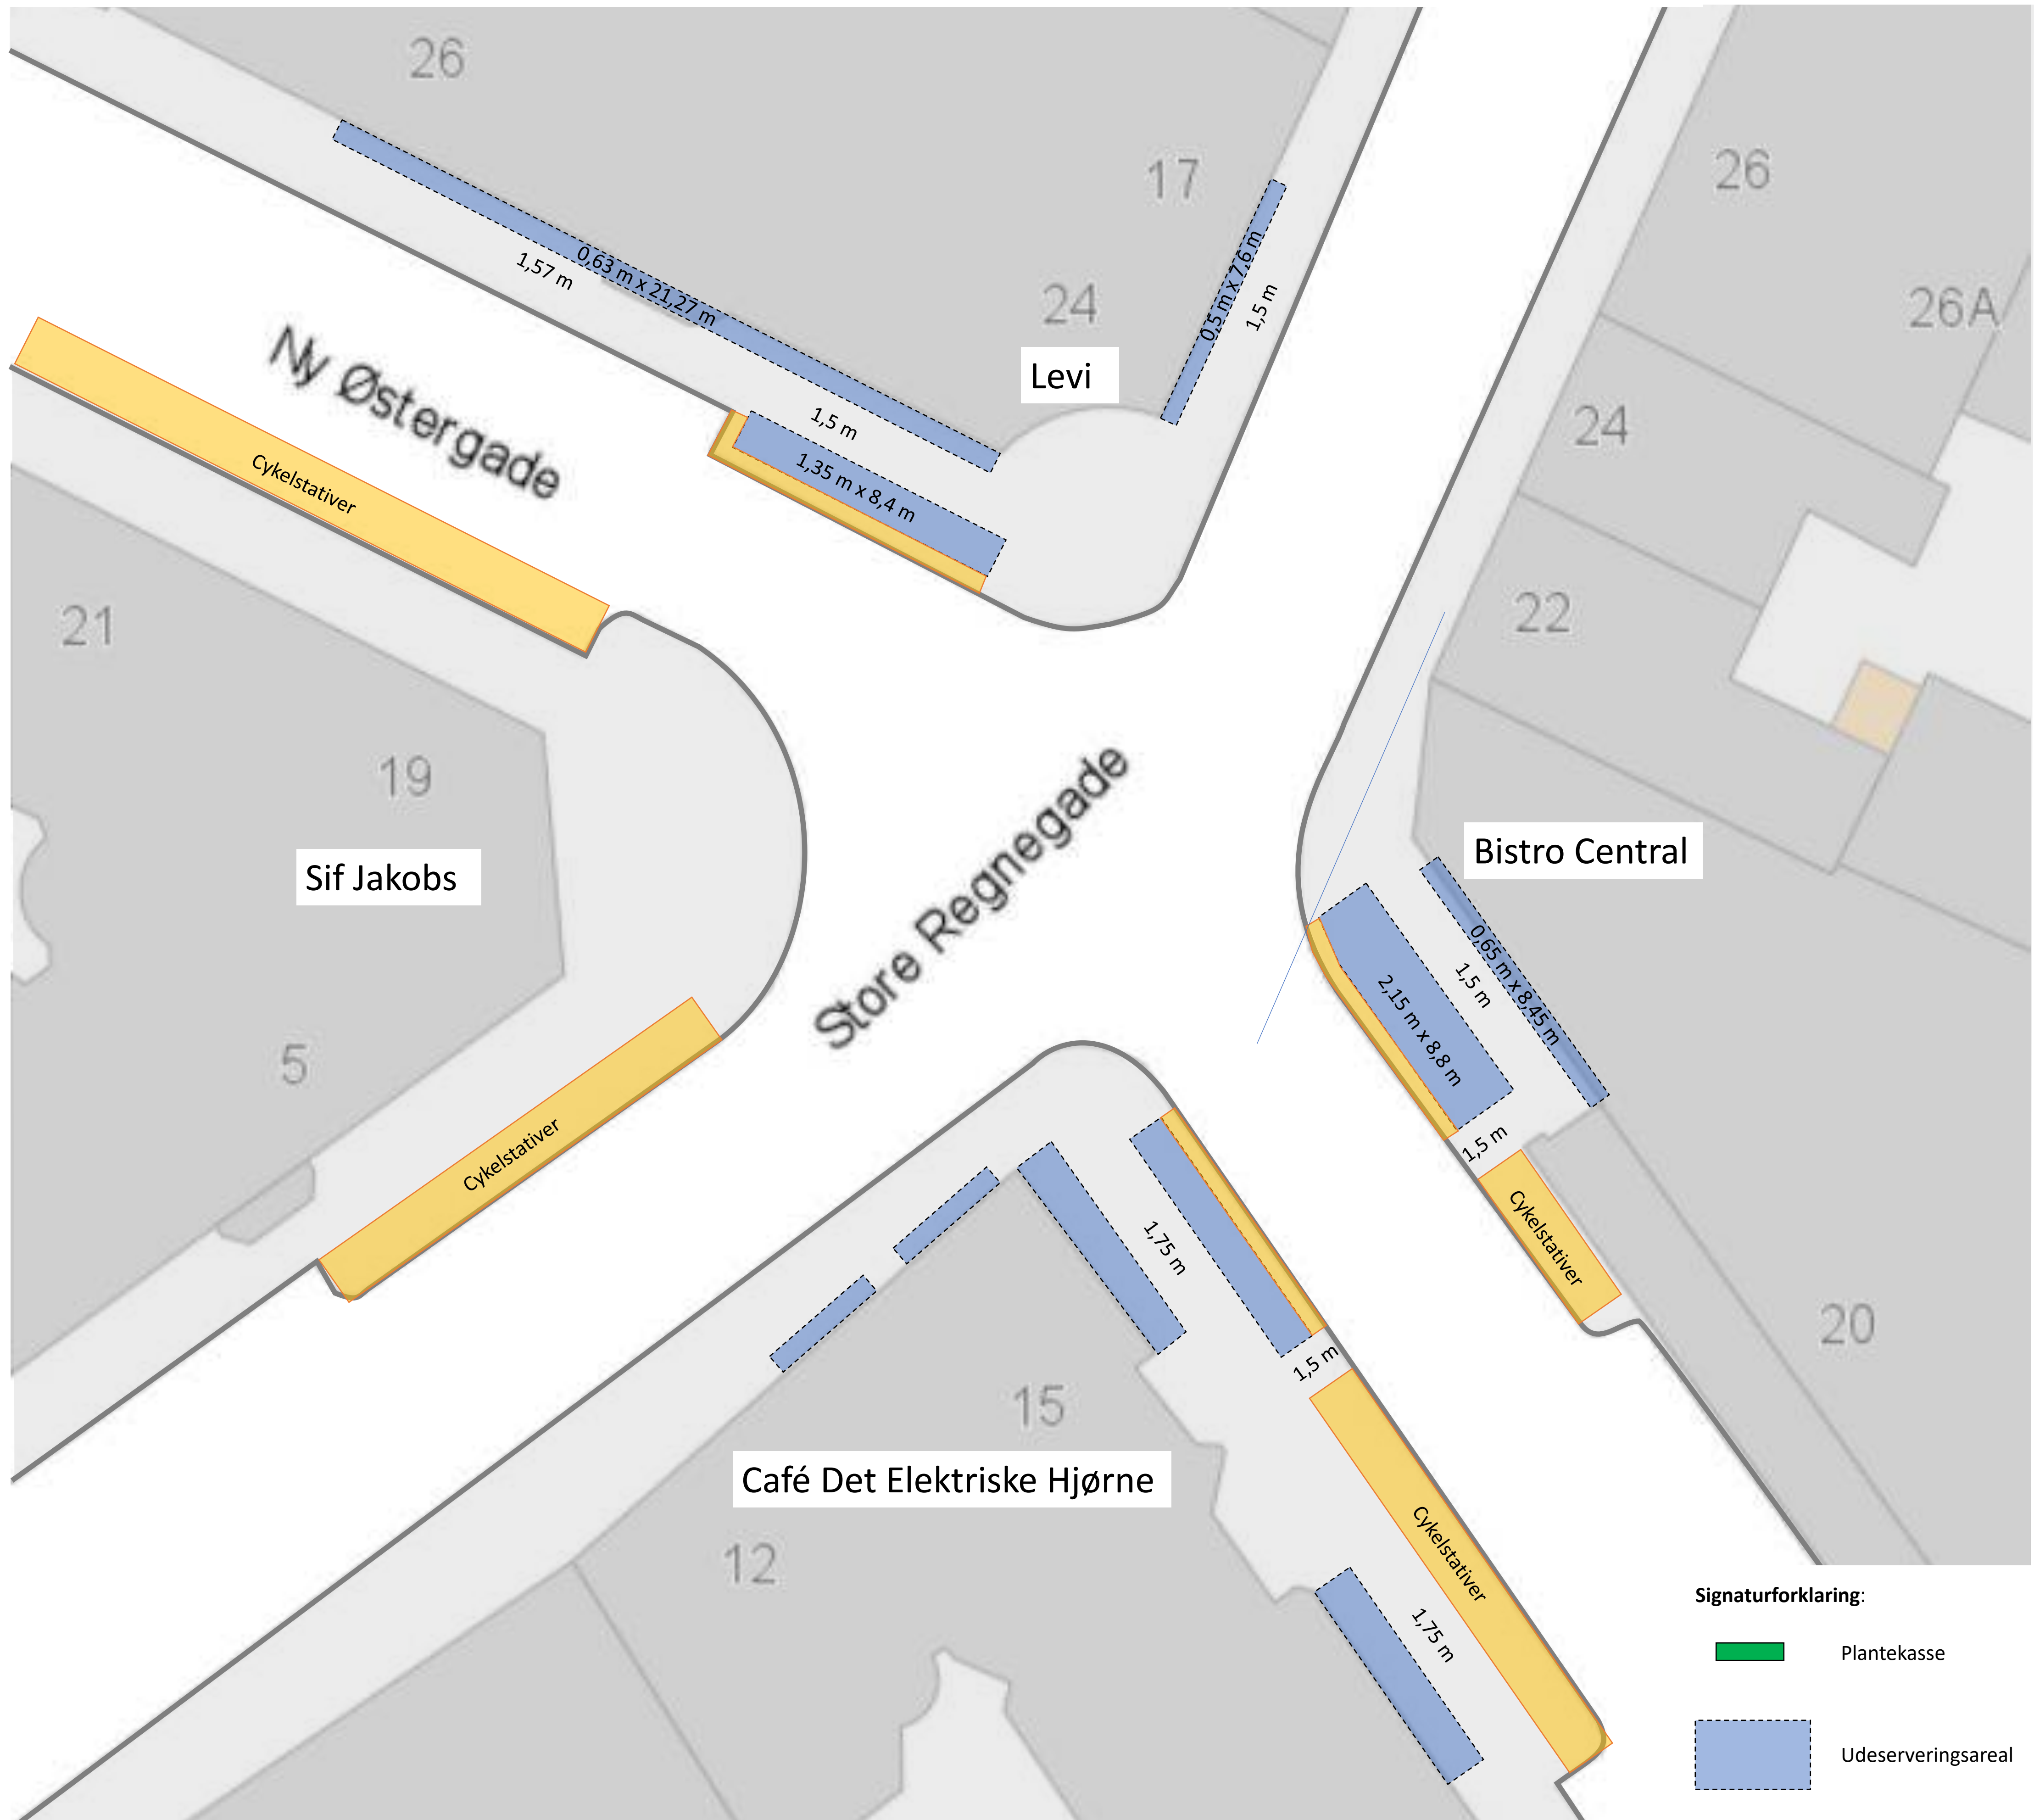 26
17
26
0,63 m x 21,27 m
1,57 m
0,5 m x 7,6 m
1,5 m
24
26A
Levi
Ny Østergade
1,5 m
24
Cykelstativer
1,35 m x 8,4 m
21
22
19
Store Regnegade
Sif Jakobs
Bistro Central
0,65 m x 8,45 m
1,5 m
2,15 m x 8,8 m
5
Cykelstativer
1,5 m
Cykelstativer
1,75 m
20
1,5 m
15
Café Det Elektriske Hjørne
12
Cykelstativer
1,75 m
Signaturforklaring:
Plantekasse
Udeserveringsareal